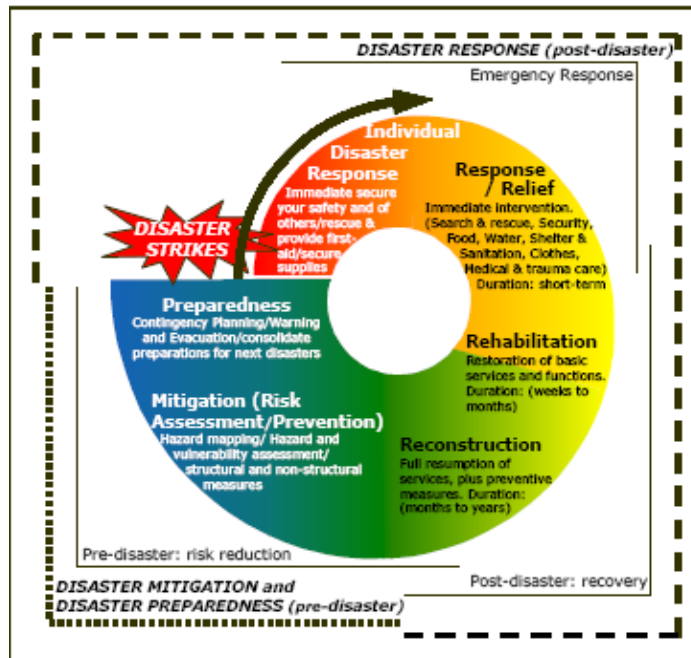 DISASTER RESPONSE (post-disaster)
Emergency Response
Individual
Disaster
Response
Immediate secure
your safety and of
others/rescue &
provide first-
aid/secure
supplies
Response
/ Relief
Immediate intervention.
(Search & rescue, Security,
Food, Water, Shelter &
Sanitation, Clothes,
Medical & trauma care)
Duration: short-term
DISASTER
STRIKES
Preparedness
Contingency Planning/Warning
and Evacuation/consolidate
preparations for next disasters
Rehabilitation
Restoration of basic
services and functions.
Duration: (weeks to
months)
Mitigation (Risk
Assessment/Prevention)
Hazard mapping/ Hazard and
vulnerability assessment/
structural and non-structural
measures
Reconstruction
Full resumption of
services, plus preventive
measures. Duration:
(months to years)
Pre-disaster: risk reduction
Post-disaster: recovery
DISASTER MITIGATION and
DISASTER PREPAREDNESS (pre-disaster)